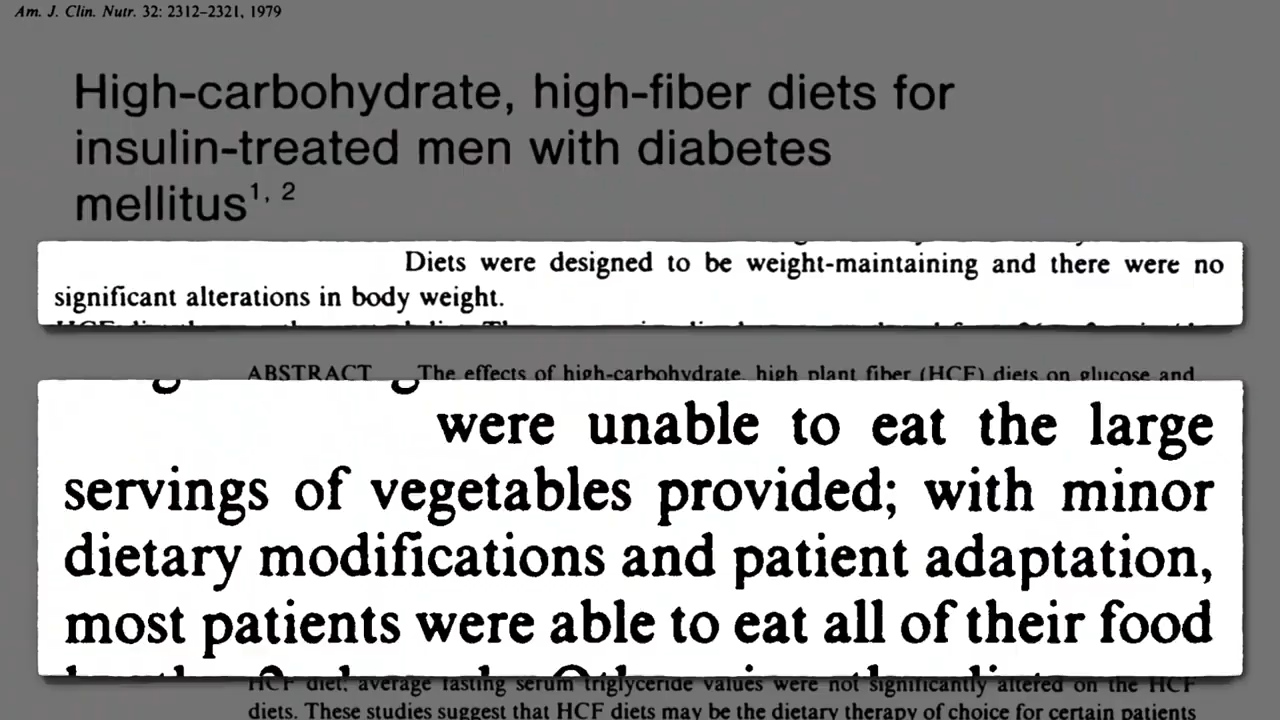 Am. J. Clin. Nutr. 32: 2312–2321, 1979
High-carbohydrate, high-fiber diets for
insulin-treated men with diabetes
mellitus1, 2
Diets were designed to be weight-maintaining and there were no
significant alterations in body weight.
ABSTRACT The effects of high-carbohydrate, high plant fiber (HCF) diets on glucose and
were unable to eat the large
servings of vegetables provided; with minor
dietary modifications and patient adaptation,
most patients were able to eat all of their food
HCF diet; average fasting serum triglyceride values were not significantly altered on the HCF
diets. These studies suggest that HCF diets may be the dietary therapy of choice for certain patients